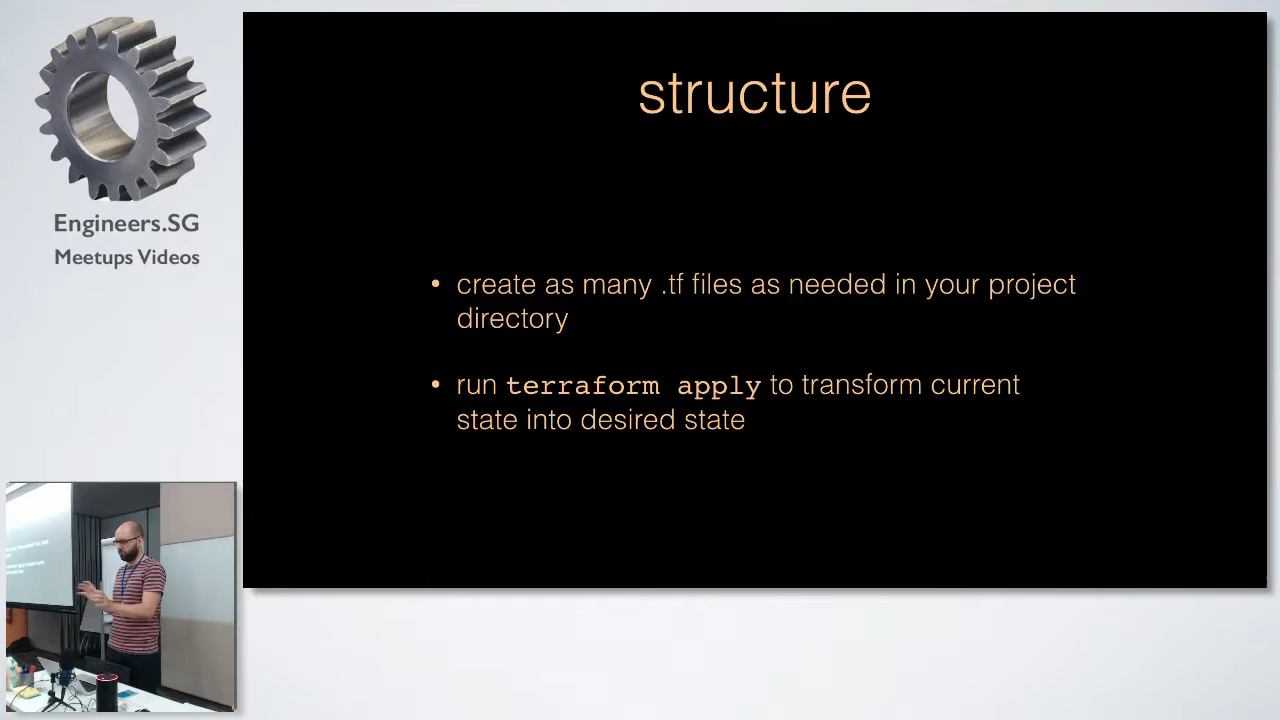 structure
Engineers.SG
Meetups Videos
• create as many .tf files as needed in your project
directory
• run terraform apply to transform current
state into desired state